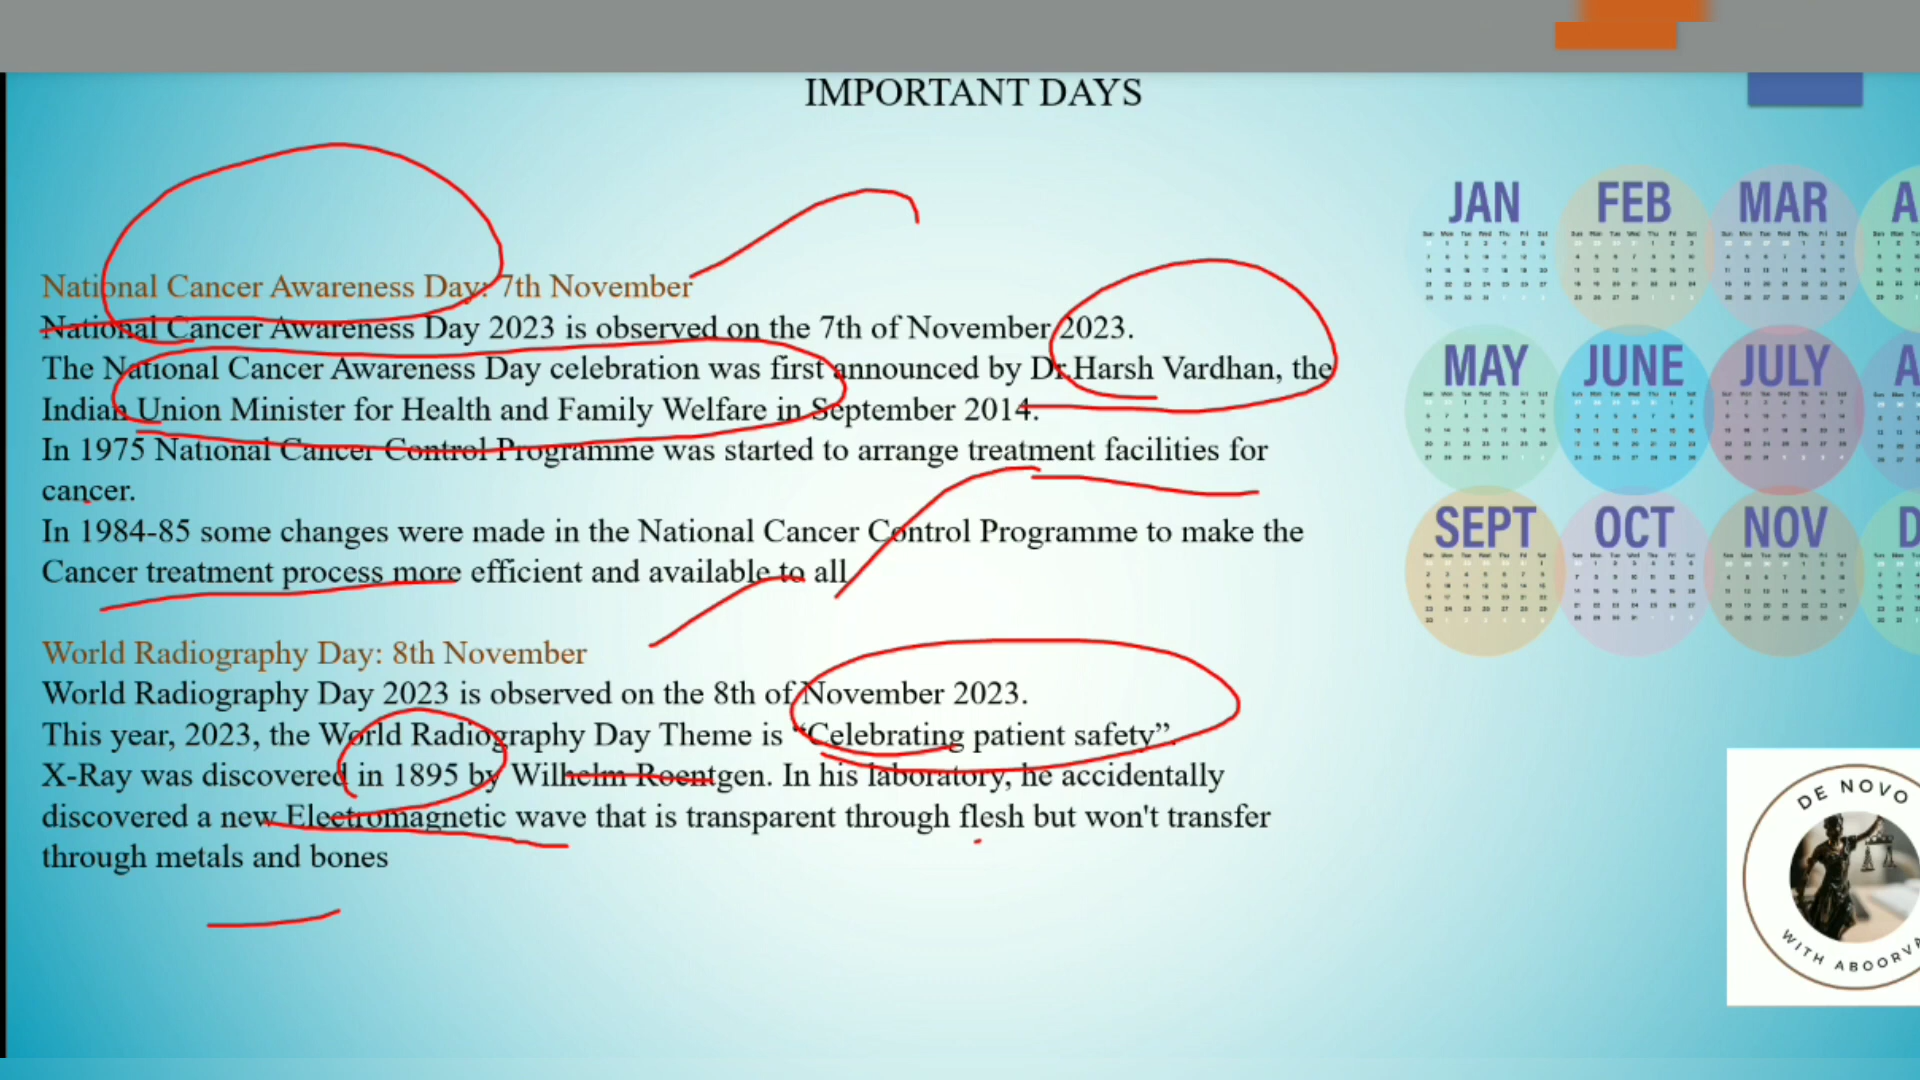 IMPORTANT DAYS
National Cancer Awareness Day: 7th November
National Cancer Awareness Day 2023 is observed on the 7th of November 2023.
The National Cancer Awareness Day celebration was first announced by Dr.Harsh Vardhan, the
Indian Union Minister for Health and Family Welfare in September 2014.
In 1975 National Cancer Control Programme was started to arrange treatment facilities for
cancer.
In 1984-85 some changes were made in the National Cancer Control Programme to make the
Cancer treatment process more efficient and available to all
World Radiography Day: 8th November
World Radiography Day 2023 is observed on the 8th of November 2023.
This year, 2023, the World Radiography Day Theme is “Celebrating patient safety”.
X-Ray was discovered in 1895 by Wilhelm Roentgen. In his laboratory, he accidentally
discovered a new Electromagnetic wave that is transparent through flesh but won't transfer
through metals and bones
JAN FEB MAR
MAY JUNE JULY
SEPT OCT NOV
DE NOVO
WITH ABOORVA